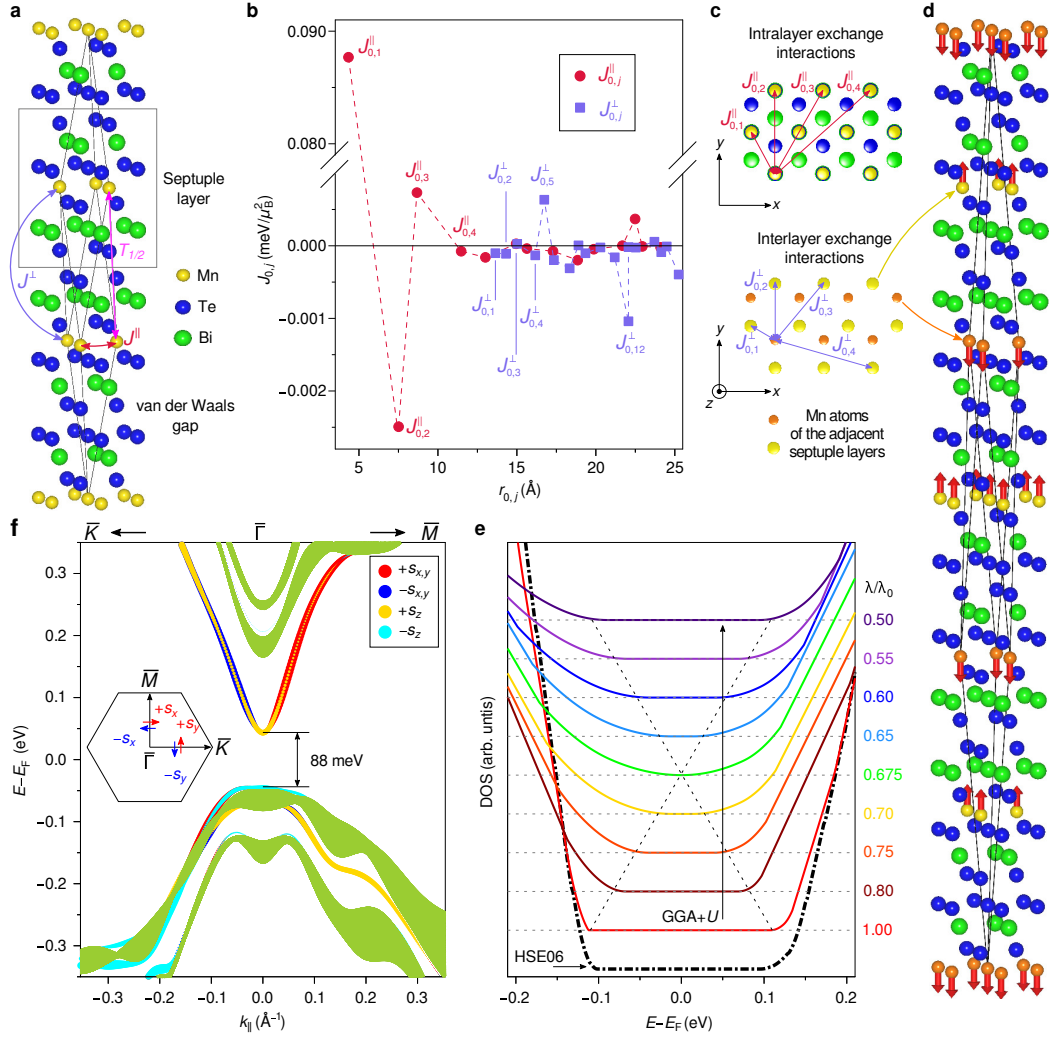 a
Septuple
layer
T1/2
J⊥
J||
Mn
Te
Bi
van der Waals
gap
b
0.090
0.080
0.000
−0.001
−0.002
J0,j (meV/μB2)
J||0,1
J||0,2
J||0,3
J||0,4
J⊥0,1
J⊥0,2
J⊥0,3
J⊥0,4
J⊥0,5
J⊥0,12
J||0,j
J⊥0,j
5
10
15
20
25
r0,j (Å)
c
Intralayer exchange
interactions
J||0,2
J||0,3
J||0,4
J||0,1
y
x
Interlayer exchange
interactions
J⊥0,2
J⊥0,3
J⊥0,1
J⊥0,4
y
z
x
Mn atoms
of the adjacent
septuple layers
d
f
K̅
Γ̅
M̅
0.3
0.2
0.1
0.0
−0.1
−0.2
−0.3
E−EF (eV)
+sx,y
−sx,y
+sz
−sz
M̅
+sx
+sy
−sx
K̅
Γ̅
−sy
88 meV
−0.3
−0.2
−0.1
0.0
0.1
0.2
0.3
k|| (Å−1)
e
DOS (arb. untis)
λ/λ0
0.50
0.55
0.60
0.65
0.675
0.70
0.75
0.80
1.00
GGA+U
HSE06
−0.2
−0.1
0.0
0.1
0.2
E−EF (eV)